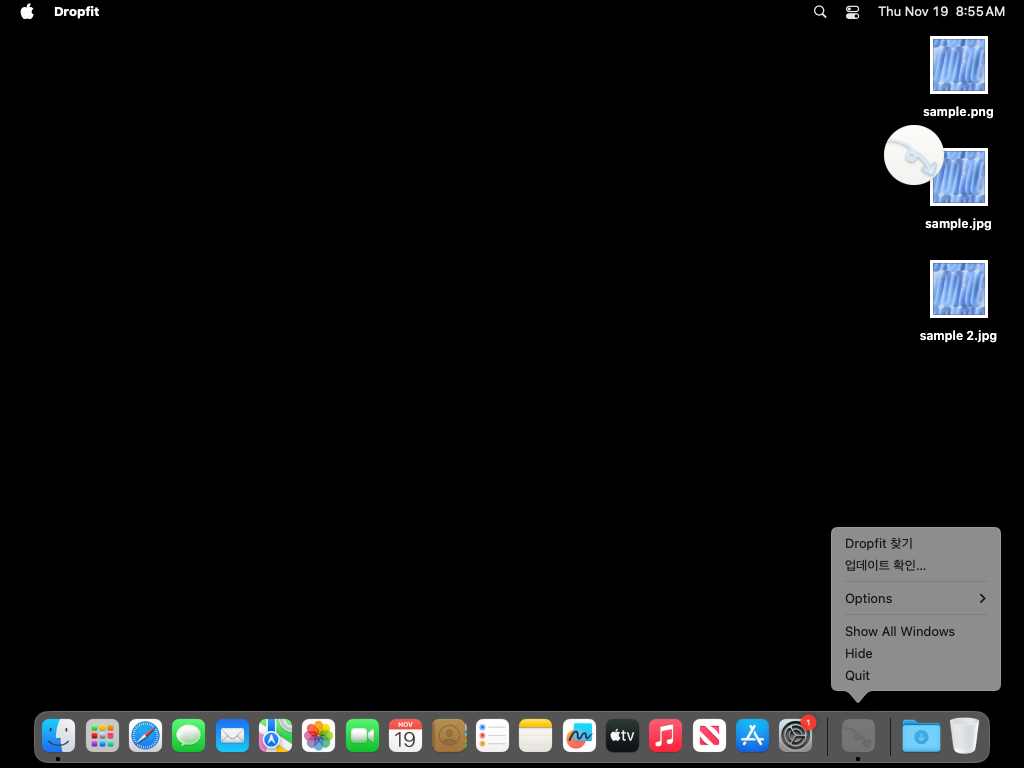 Dropfit
Thu Nov 19 8:55 AM
sample.png
sample.jpg
sample 2.jpg
Dropfit 찾기
업데이트 확인...
Options
Show All Windows
Hide
Quit
NOV
19
tv
1